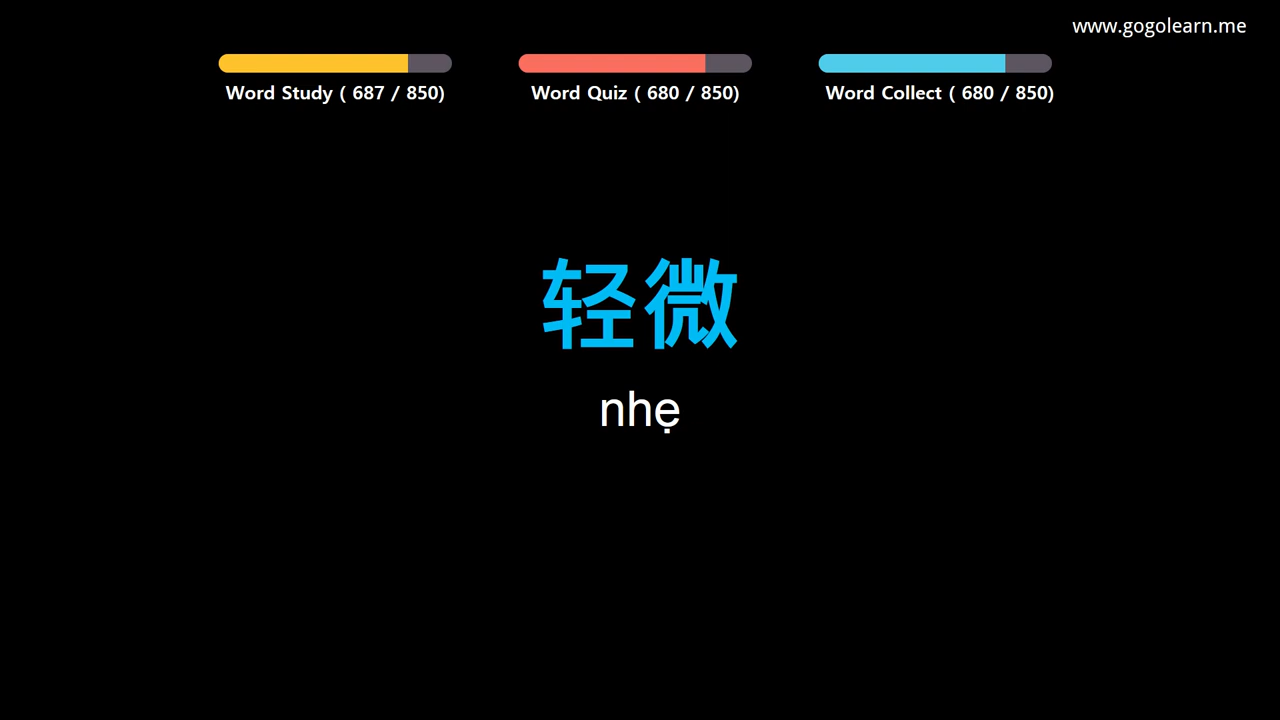 www.gogolearn.me
Word Study ( 687 / 850)
Word Quiz ( 680 / 850)
Word Collect ( 680 / 850)
轻微
nhẹ